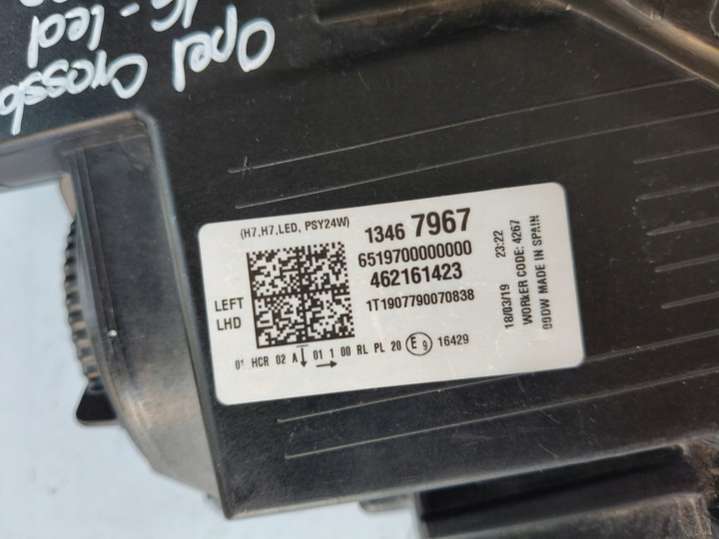 Opel Crossl
LED
(H7,H7,LED, PSY24W)
1346 7967
6519700000000
462161423
1T1907790070838
LEFT
LHD
01 HCR 02 A 01 1 00 RL PL 20 E9 16429
18/03/19 23:22
WORKER CODE: 4267
00DW MADE IN SPAIN